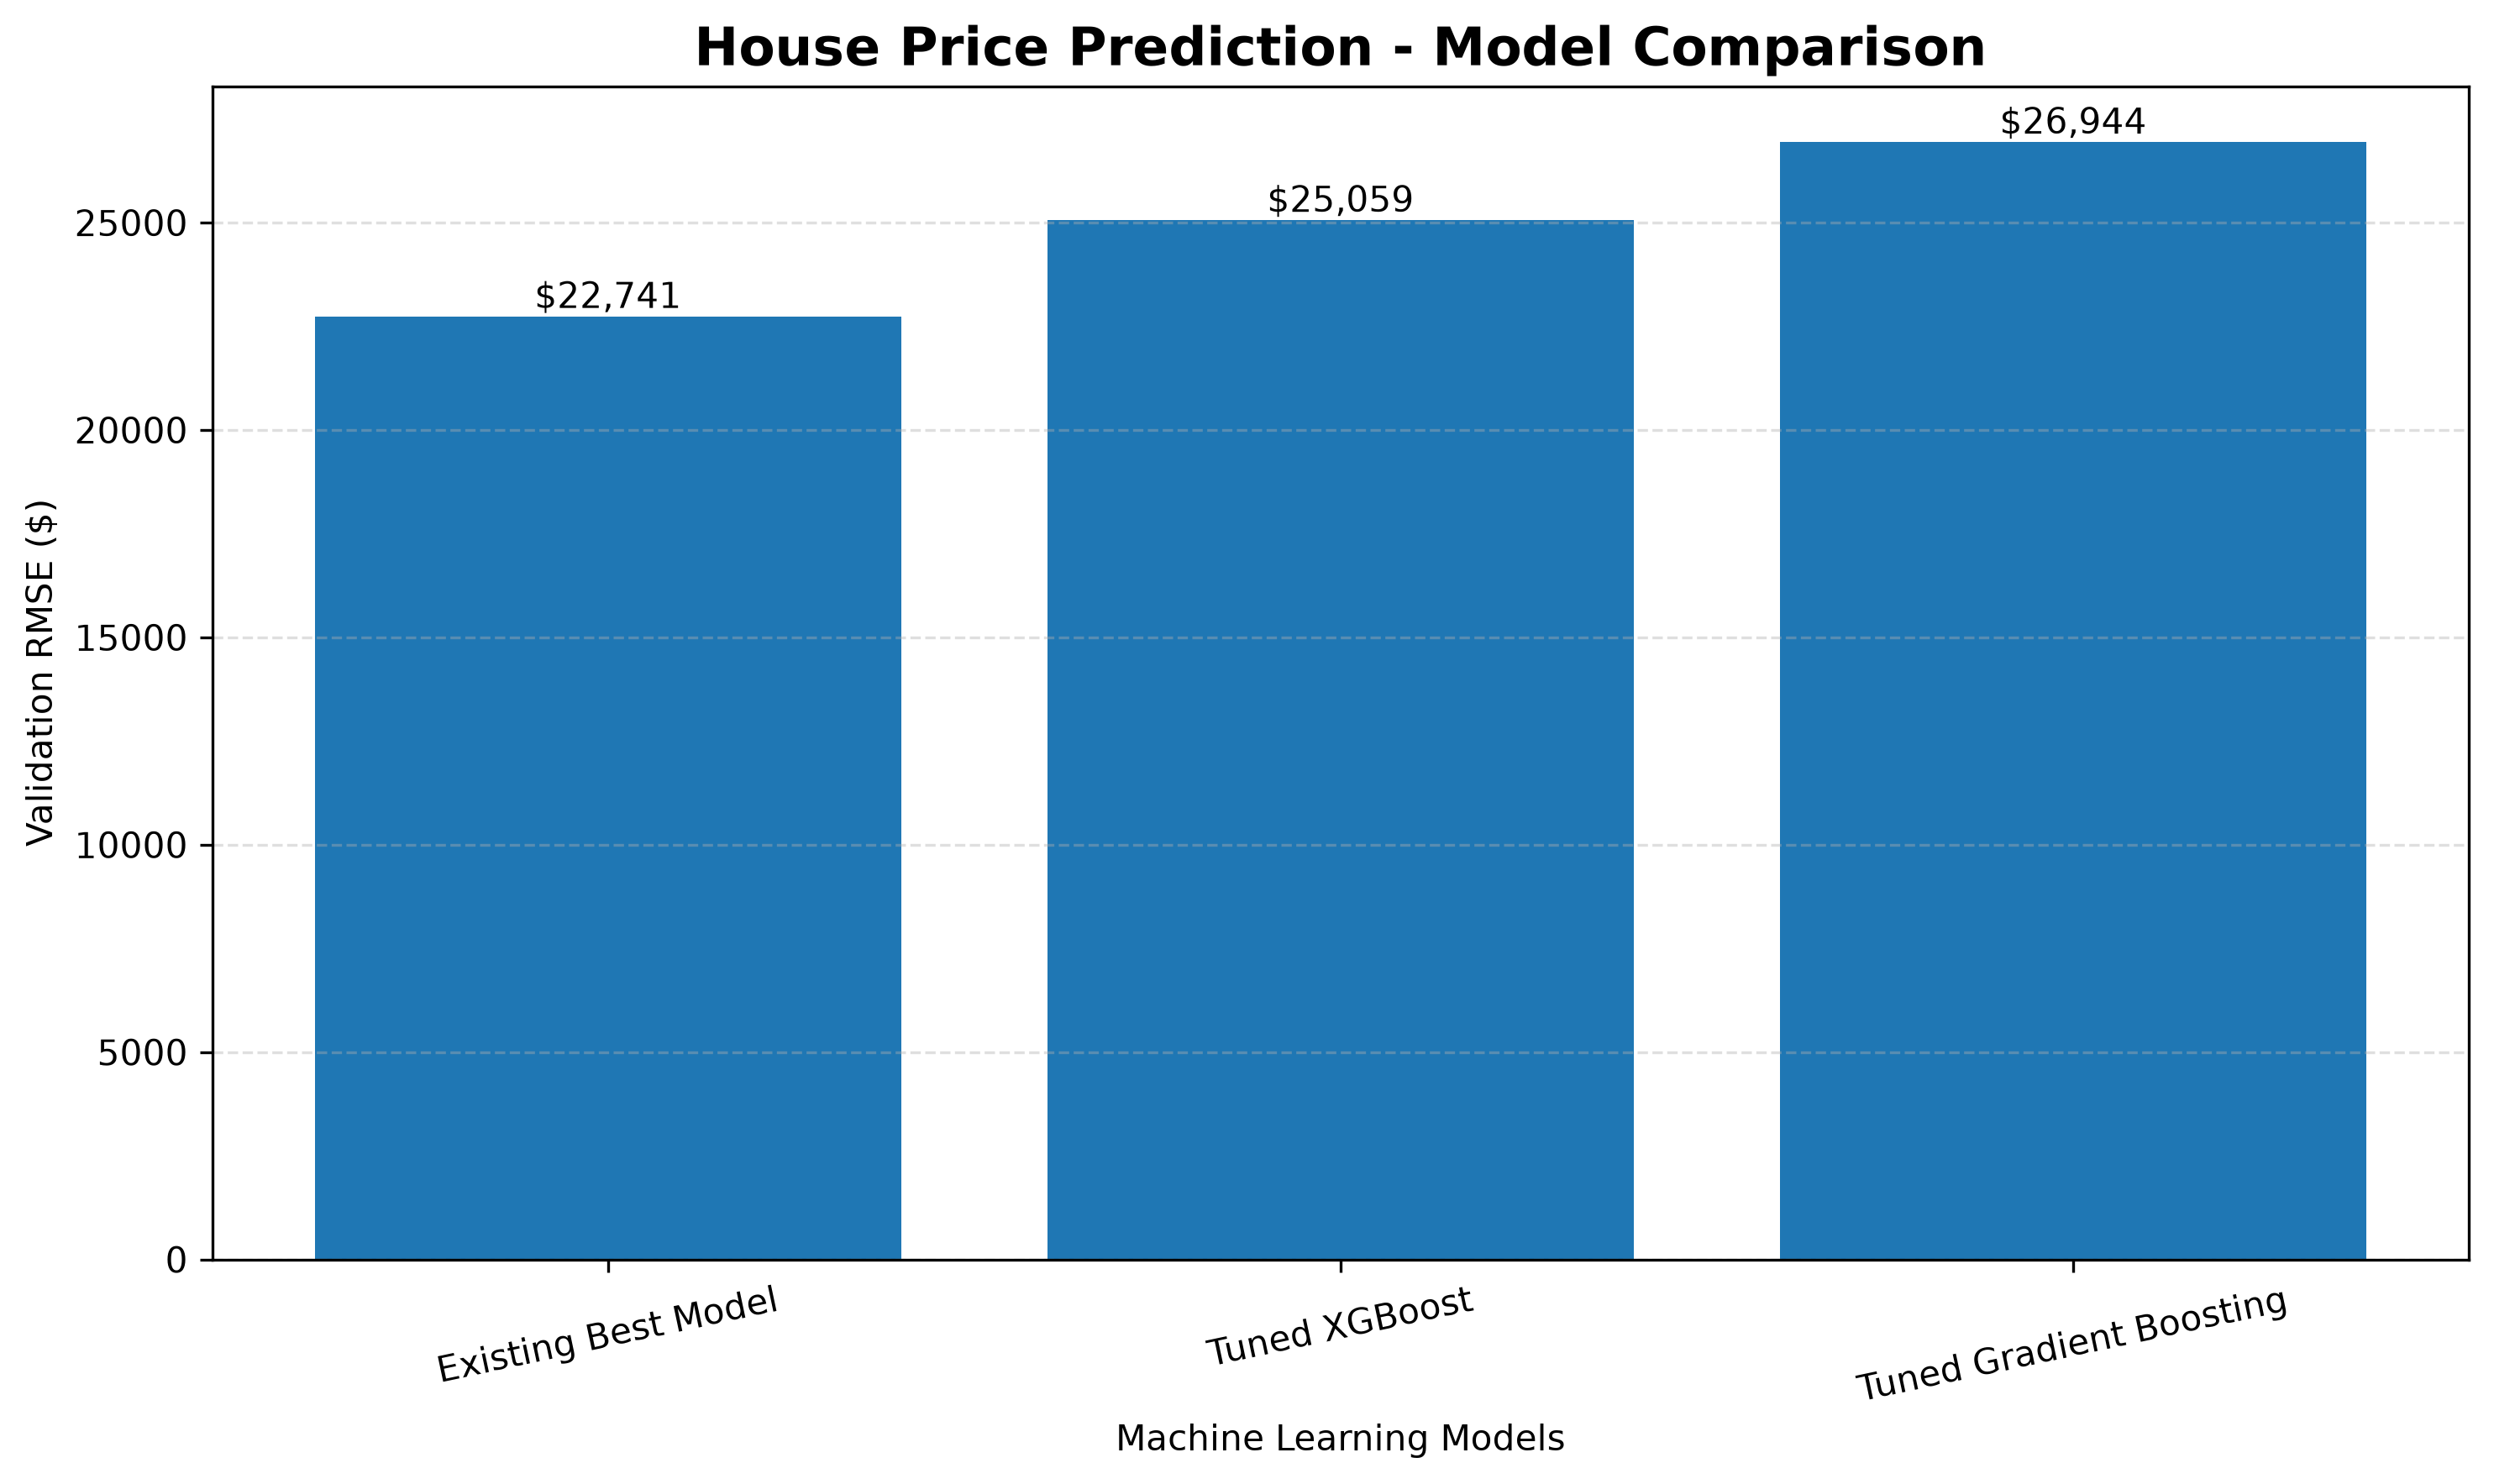 House Price Prediction - Model Comparison
$26,944
$25,059
$22,741
25000
20000
15000
10000
5000
0
Validation RMSE ($)
Existing Best Model
Tuned XGBoost
Tuned Gradient Boosting
Machine Learning Models